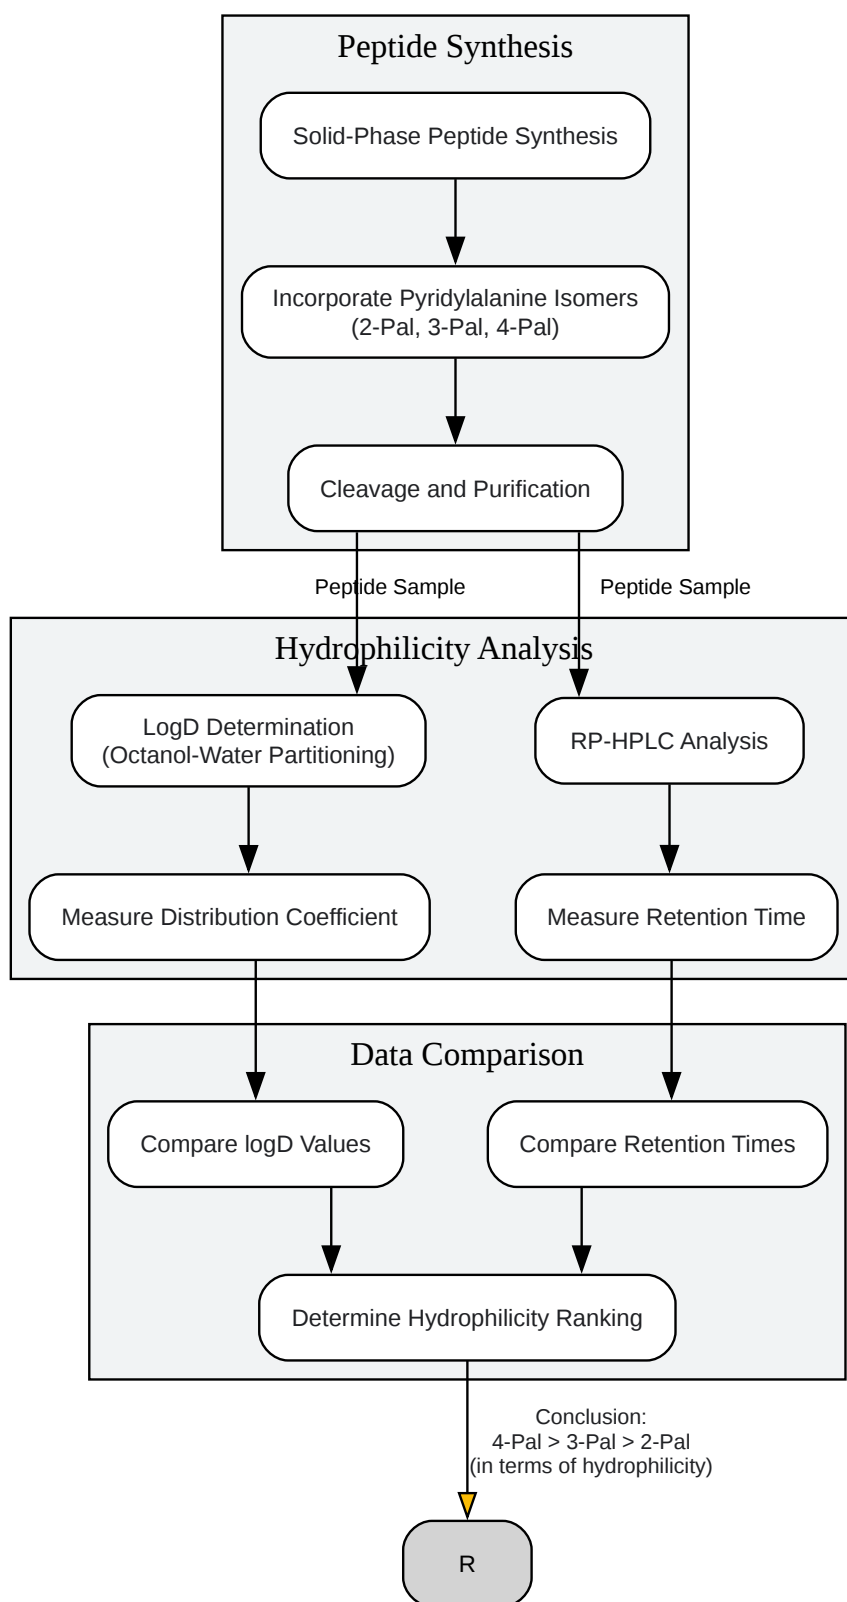 Peptide Synthesis
Solid-Phase Peptide Synthesis
Incorporate Pyridylalanine Isomers
(2-Pal, 3-Pal, 4-Pal)
Cleavage and Purification
Peptide Sample
Peptide Sample
Hydrophilicity Analysis
LogD Determination
(Octanol-Water Partitioning)
RP-HPLC Analysis
Measure Distribution Coefficient
Measure Retention Time
Data Comparison
Compare logD Values
Compare Retention Times
Determine Hydrophilicity Ranking
Conclusion:
4-Pal > 3-Pal > 2-Pal
(in terms of hydrophilicity)
R